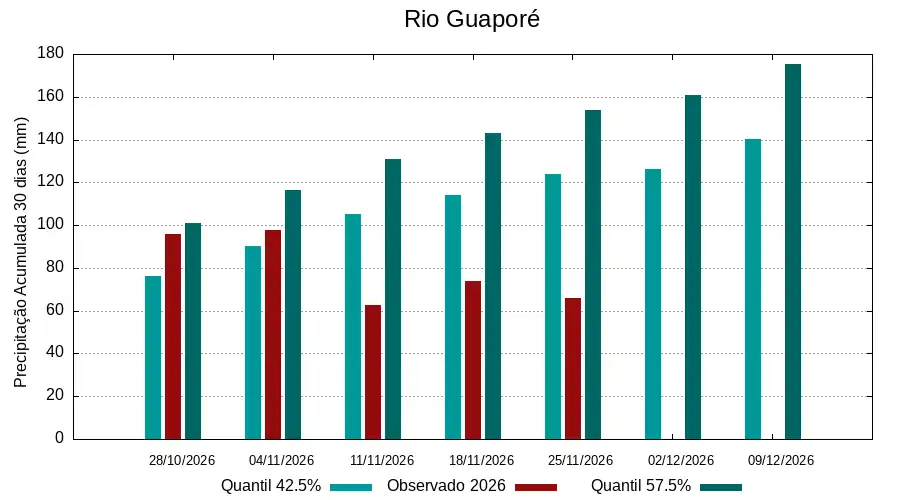 Rio Guaporé
Precipitação Acumulada 30 dias (mm)
180
160
140
120
100
80
60
40
20
0
28/10/2026 04/11/2026 11/11/2026 18/11/2026 25/11/2026 02/12/2026 09/12/2026
Quantil 42.5% Observado 2026 Quantil 57.5%